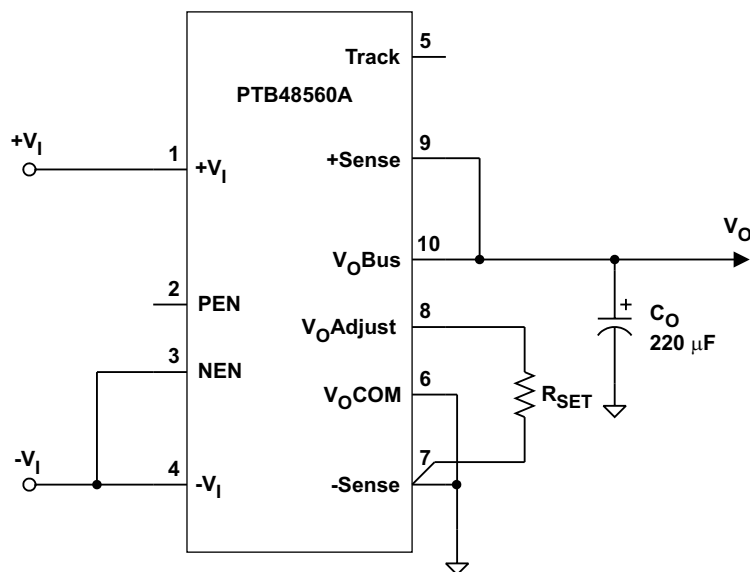 Track
5
PTB48560A
+VI
1
+VI
+Sense
9
VOBus
10
VO
2
PEN
VOAdjust
8
+
CO
220 μF
3
NEN
VOCOM
6
RSET
-VI
4
-VI
-Sense
7